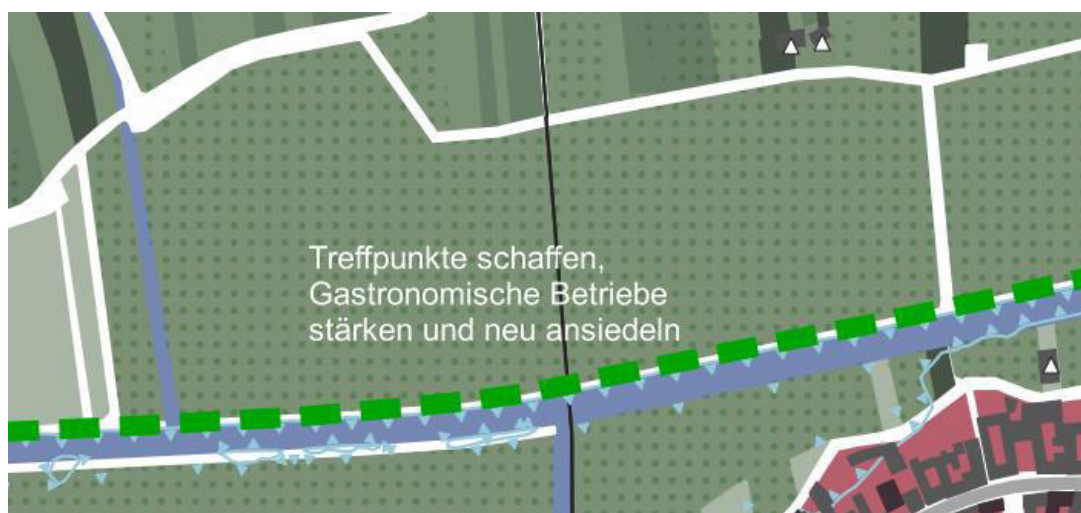 Treffpunkte schaffen,
Gastronomische Betriebe
stärken und neu ansiedeln